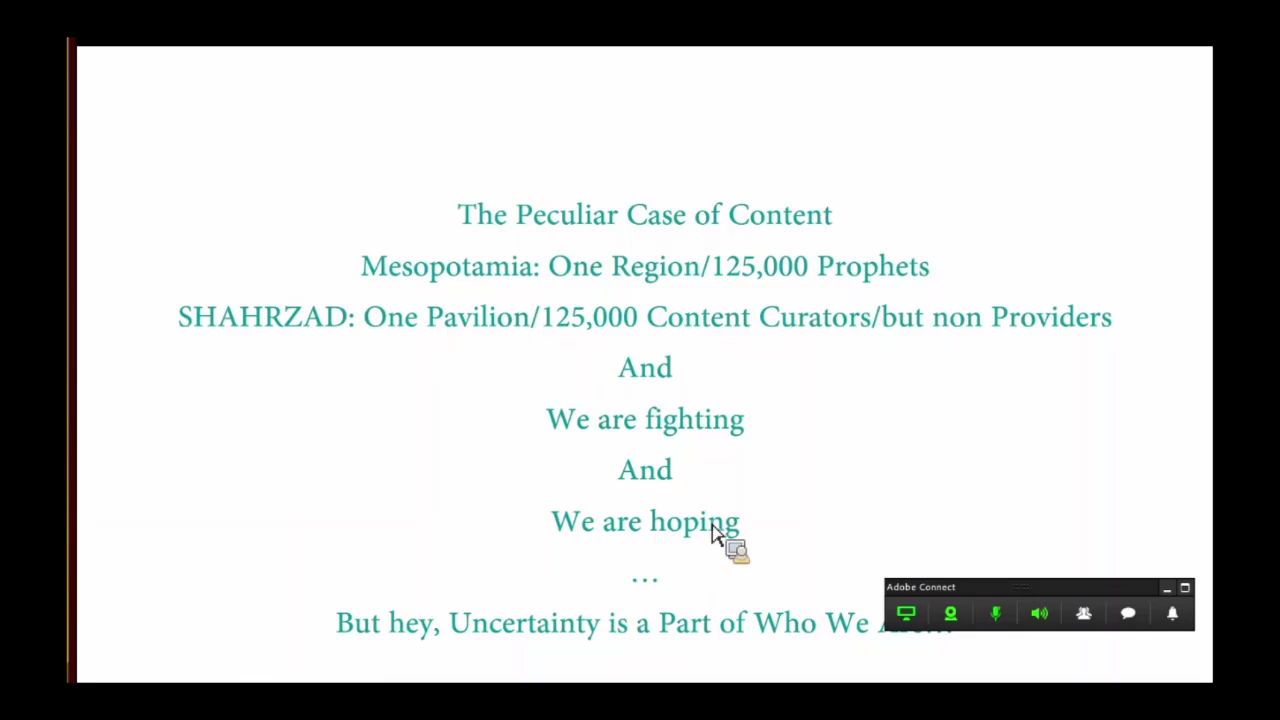 The Peculiar Case of Content
Mesopotamia: One Region/125,000 Prophets
SHAHRZAD: One Pavilion/125,000 Content Curators/but non Providers
And
We are fighting
And
We are hoping
…
Adobe Connect
But hey, Uncertainty is a Part of Who We